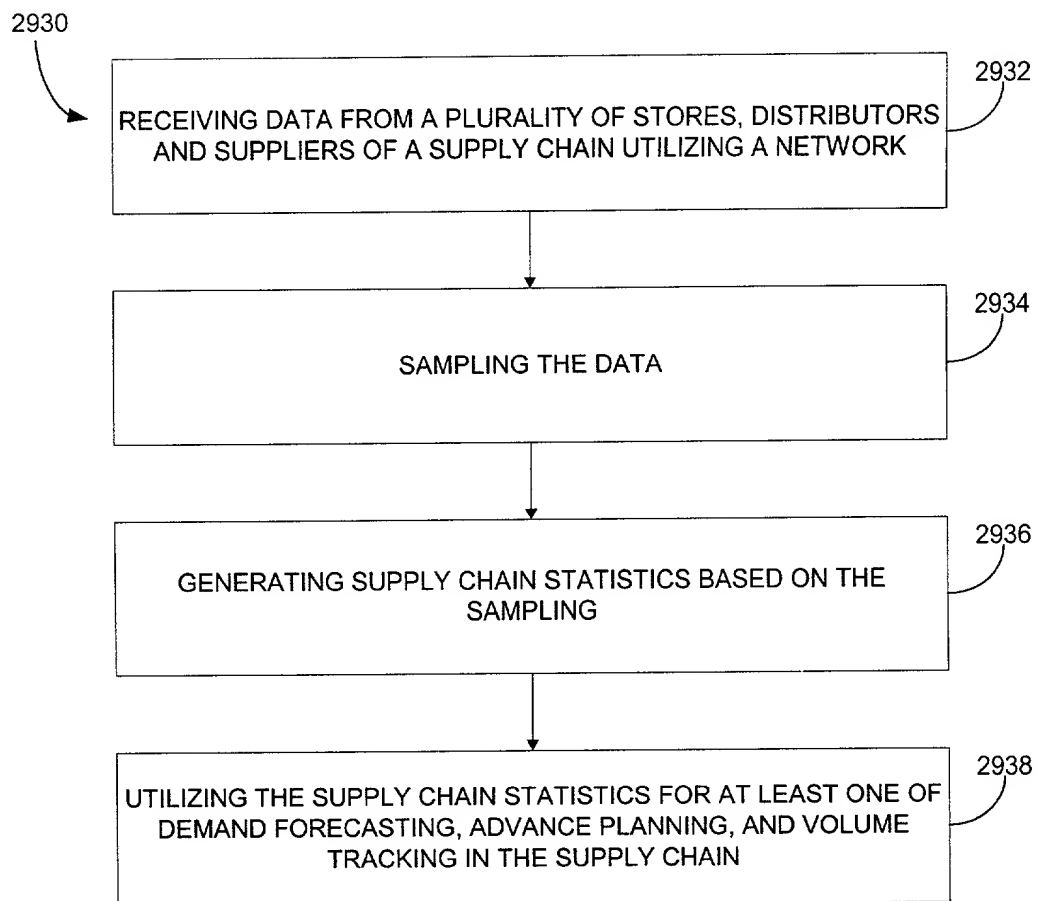 2930
2932
RECEIVING DATA FROM A PLURALITY OF STORES, DISTRIBUTORS
AND SUPPLIERS OF A SUPPLY CHAIN UTILIZING A NETWORK
2934
SAMPLING THE DATA
2936
GENERATING SUPPLY CHAIN STATISTICS BASED ON THE
SAMPLING
2938
UTILIZING THE SUPPLY CHAIN STATISTICS FOR AT LEAST ONE OF
DEMAND FORECASTING, ADVANCE PLANNING, AND VOLUME
TRACKING IN THE SUPPLY CHAIN